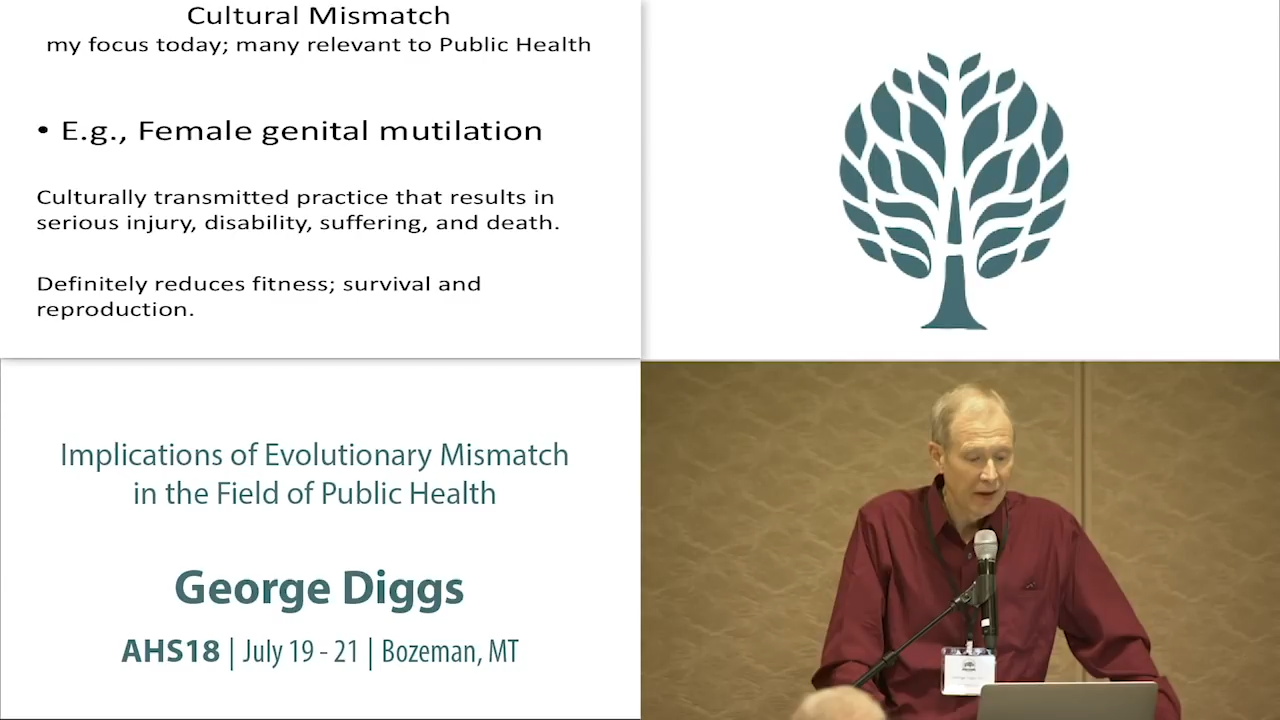 Cultural Mismatch
my focus today; many relevant to Public Health
• E.g., Female genital mutilation
Culturally transmitted practice that results in
serious injury, disability, suffering, and death.
Definitely reduces fitness; survival and
reproduction.
Implications of Evolutionary Mismatch
in the Field of Public Health
George Diggs
AHS18 | July 19 - 21 | Bozeman, MT